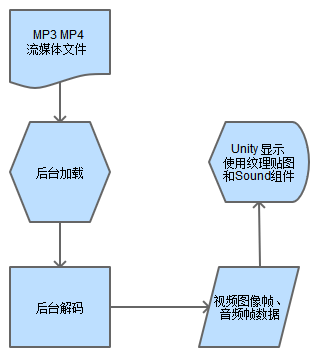 MP3 MP4
流媒体文件
后台加载
后台解码
视频图像帧、
音频帧数据
Unity 显示
使用纹理贴图
和Sound组件